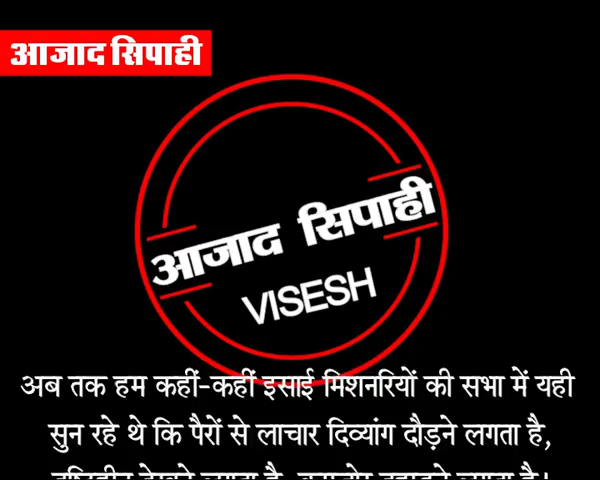 आजाद सिपाही
आजाद सिपाही
VISESH
अब तक हम कहीं-कहीं इसाई मिशनरियों की सभा में यही
सुन रहे थे कि पैरों से लाचार दिव्यांग दौड़ने लगता है,